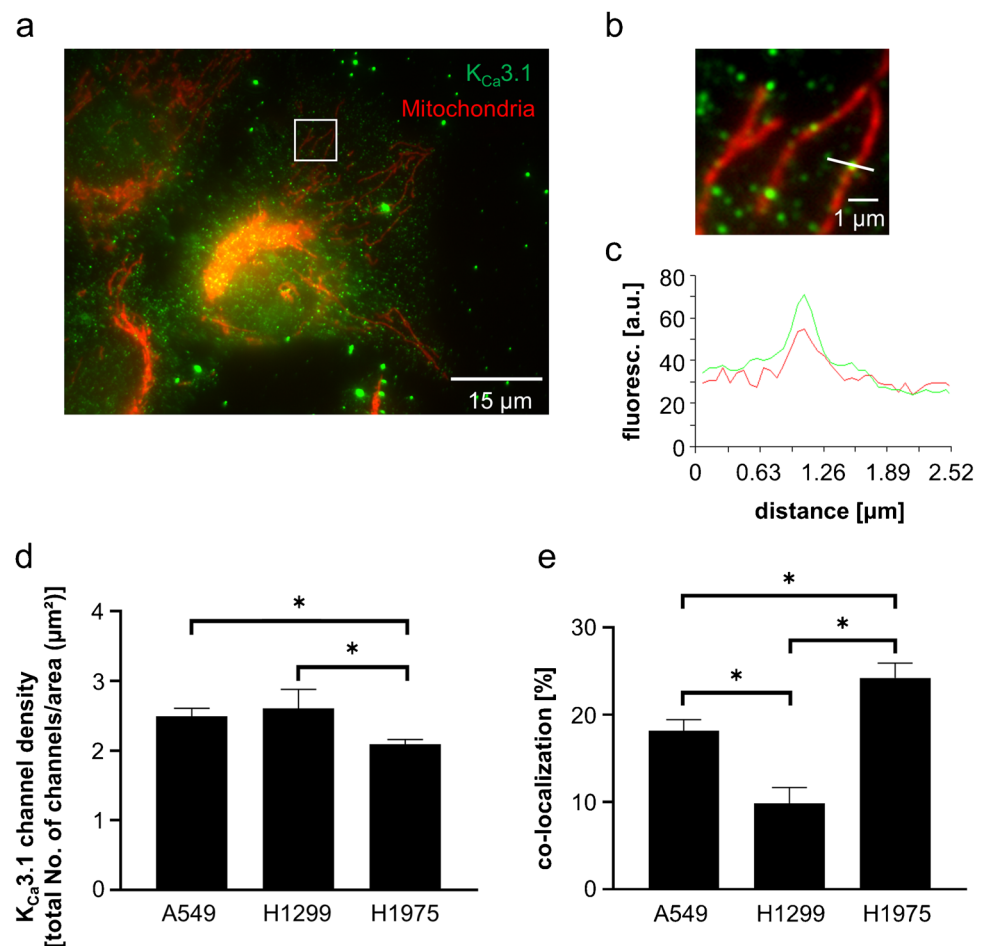 a
K_Ca3.1
Mitochondria
15 µm
b
1 µm
c
fluoresc. [a.u.]
80
60
40
20
0
0 0.63 1.26 1.89 2.52
distance [µm]
d
K_Ca3.1 channel density
[total No. of channels/area (µm²)]
4
3
2
1
0
*
*
A549 H1299 H1975
e
co-localization [%]
30
20
10
0
*
*
*
A549 H1299 H1975